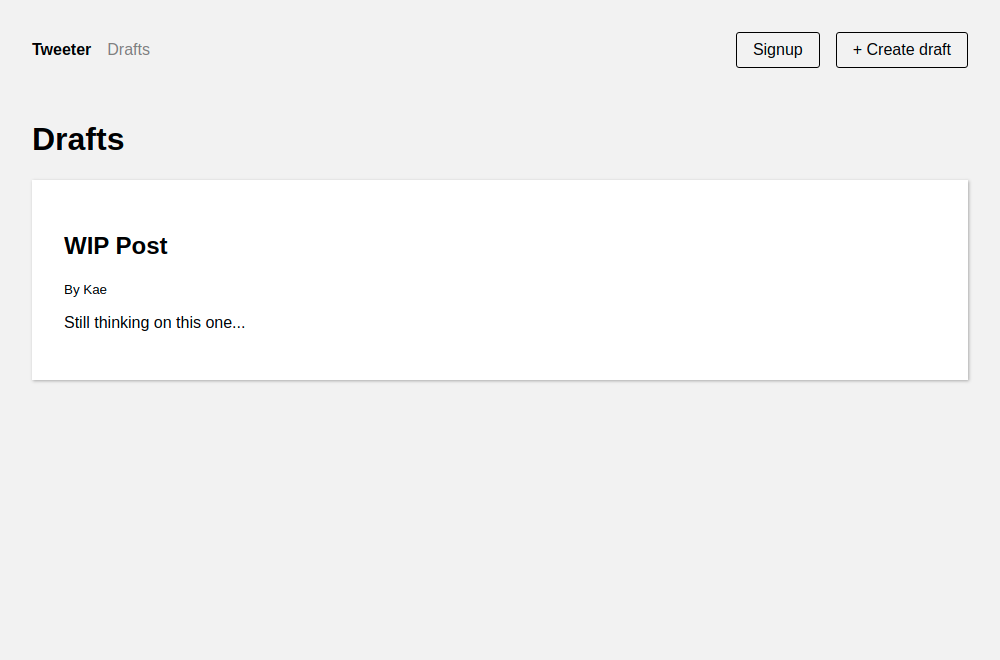 Tweeter Drafts Signup + Create draft
Drafts
WIP Post
By Kae
Still thinking on this one...